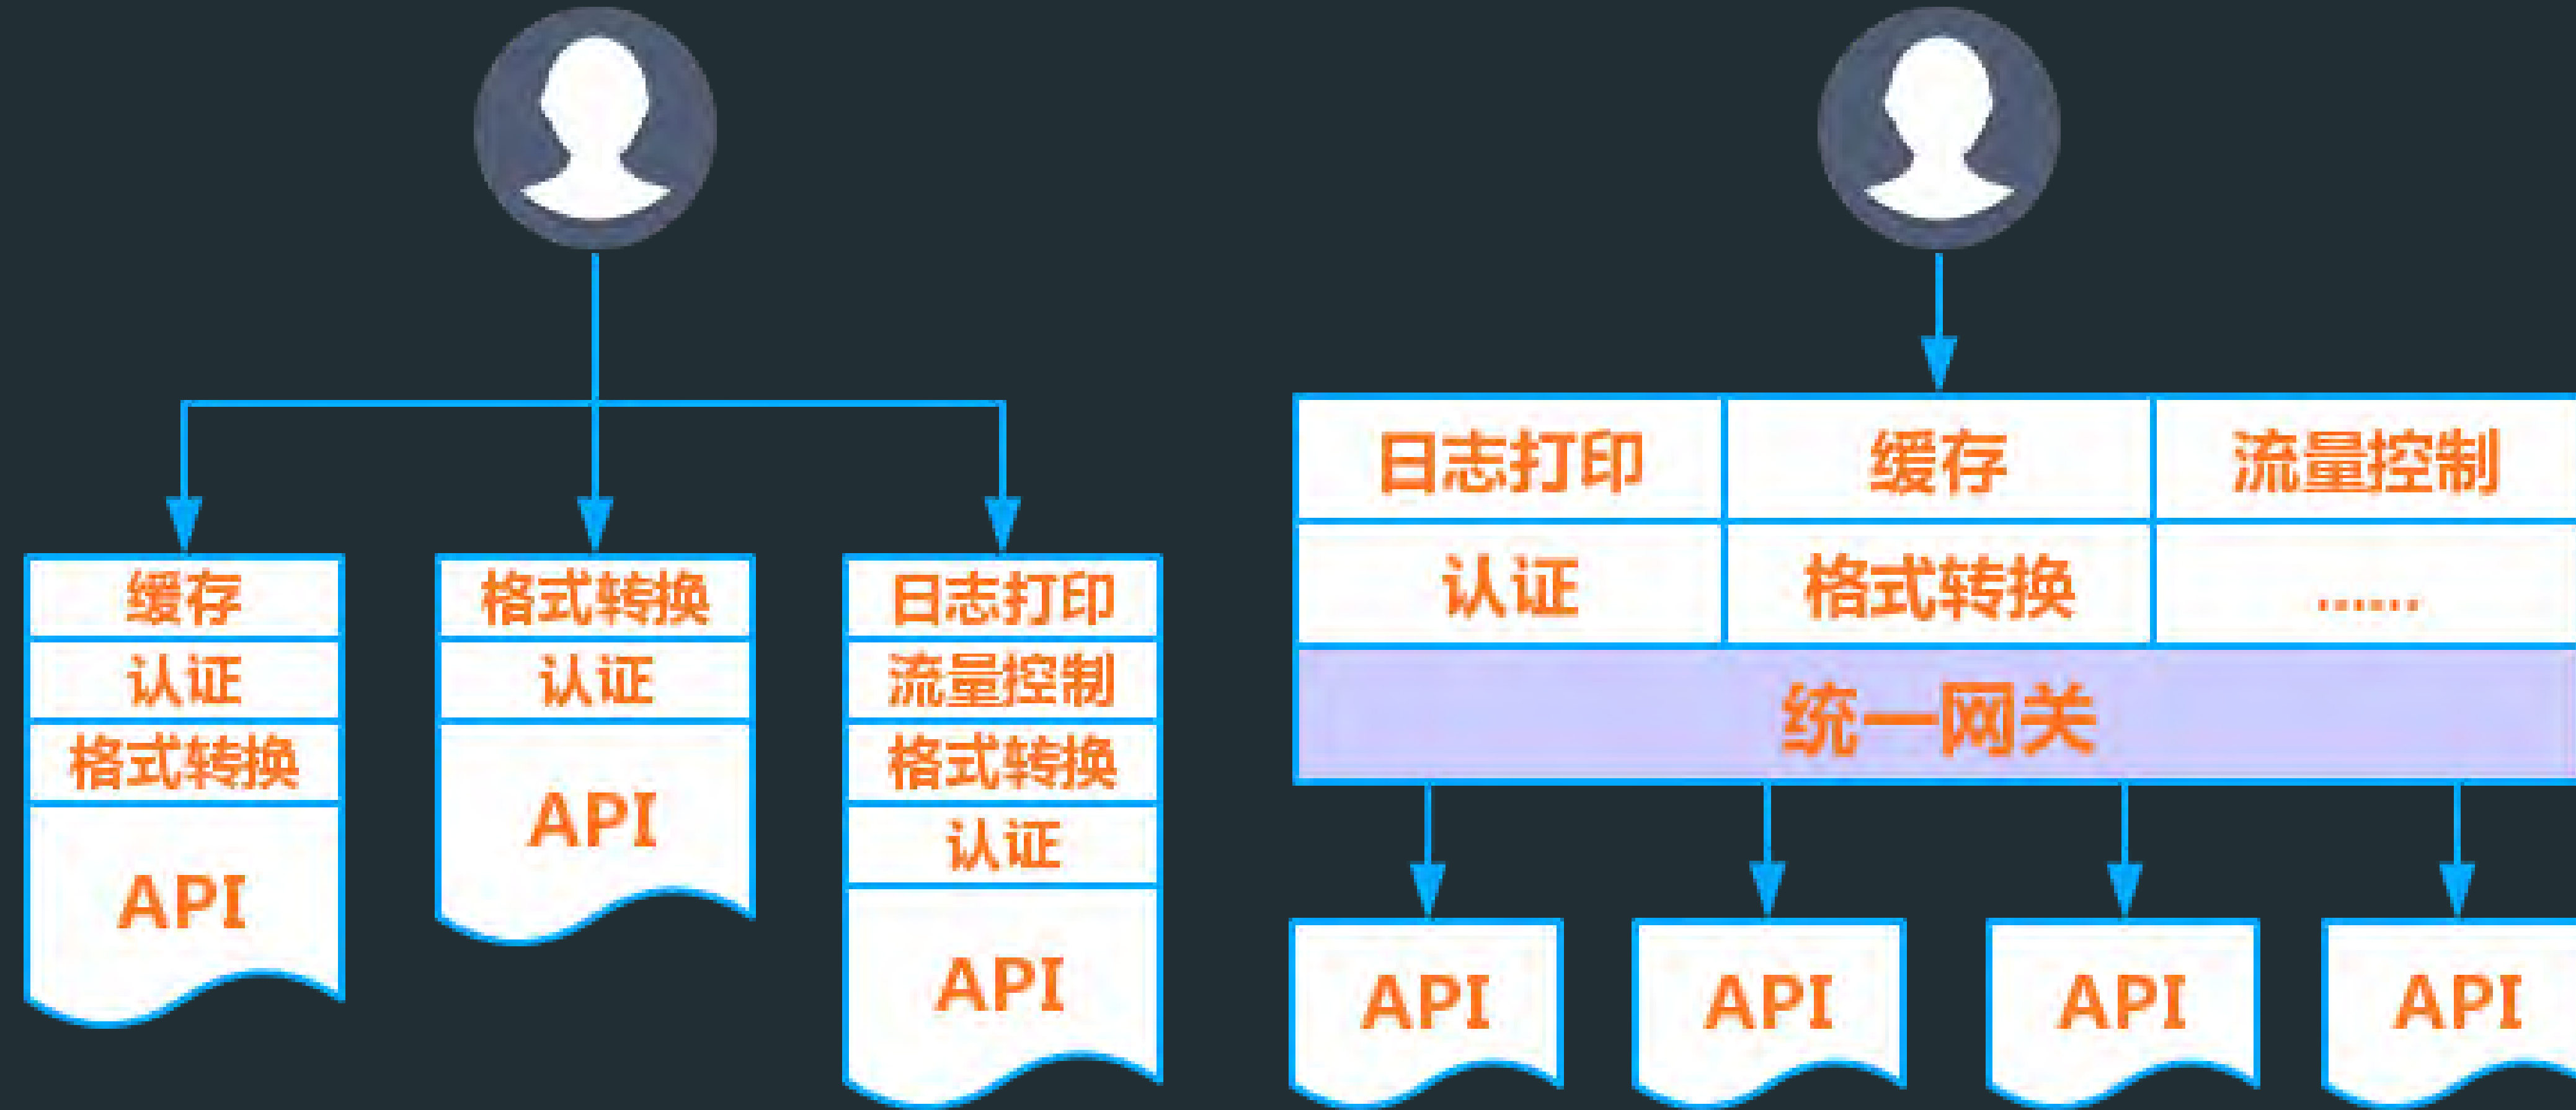 缓存
认证
格式转换
API
格式转换
认证
API
日志打印
流量控制
格式转换
认证
API
日志打印
缓存
流量控制
认证
格式转换
......
统一网关
API
API
API
API